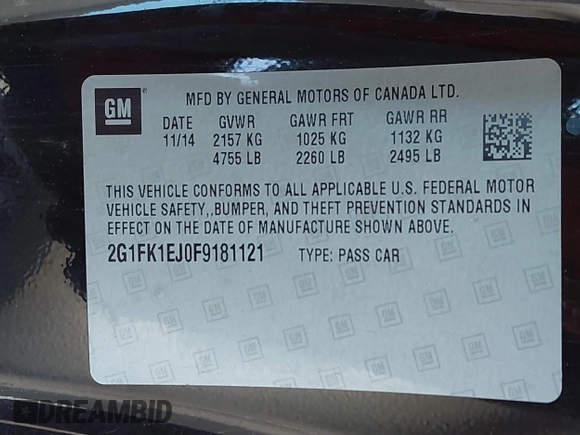 GM
MFD BY GENERAL MOTORS OF CANADA LTD.
DATE GVWR GAWR FRT GAWR RR
11/14 2157 KG 1025 KG 1132 KG
4755 LB 2260 LB 2495 LB
THIS VEHICLE CONFORMS TO ALL APPLICABLE U.S. FEDERAL MOTOR
VEHICLE SAFETY,,BUMPER, AND THEFT PREVENTION STANDARDS IN
EFFECT ON THE DATE OF MANUFACTURE SHOWN ABOVE.
2G1FK1EJ0F9181121 TYPE: PASS CAR
DREAMBID